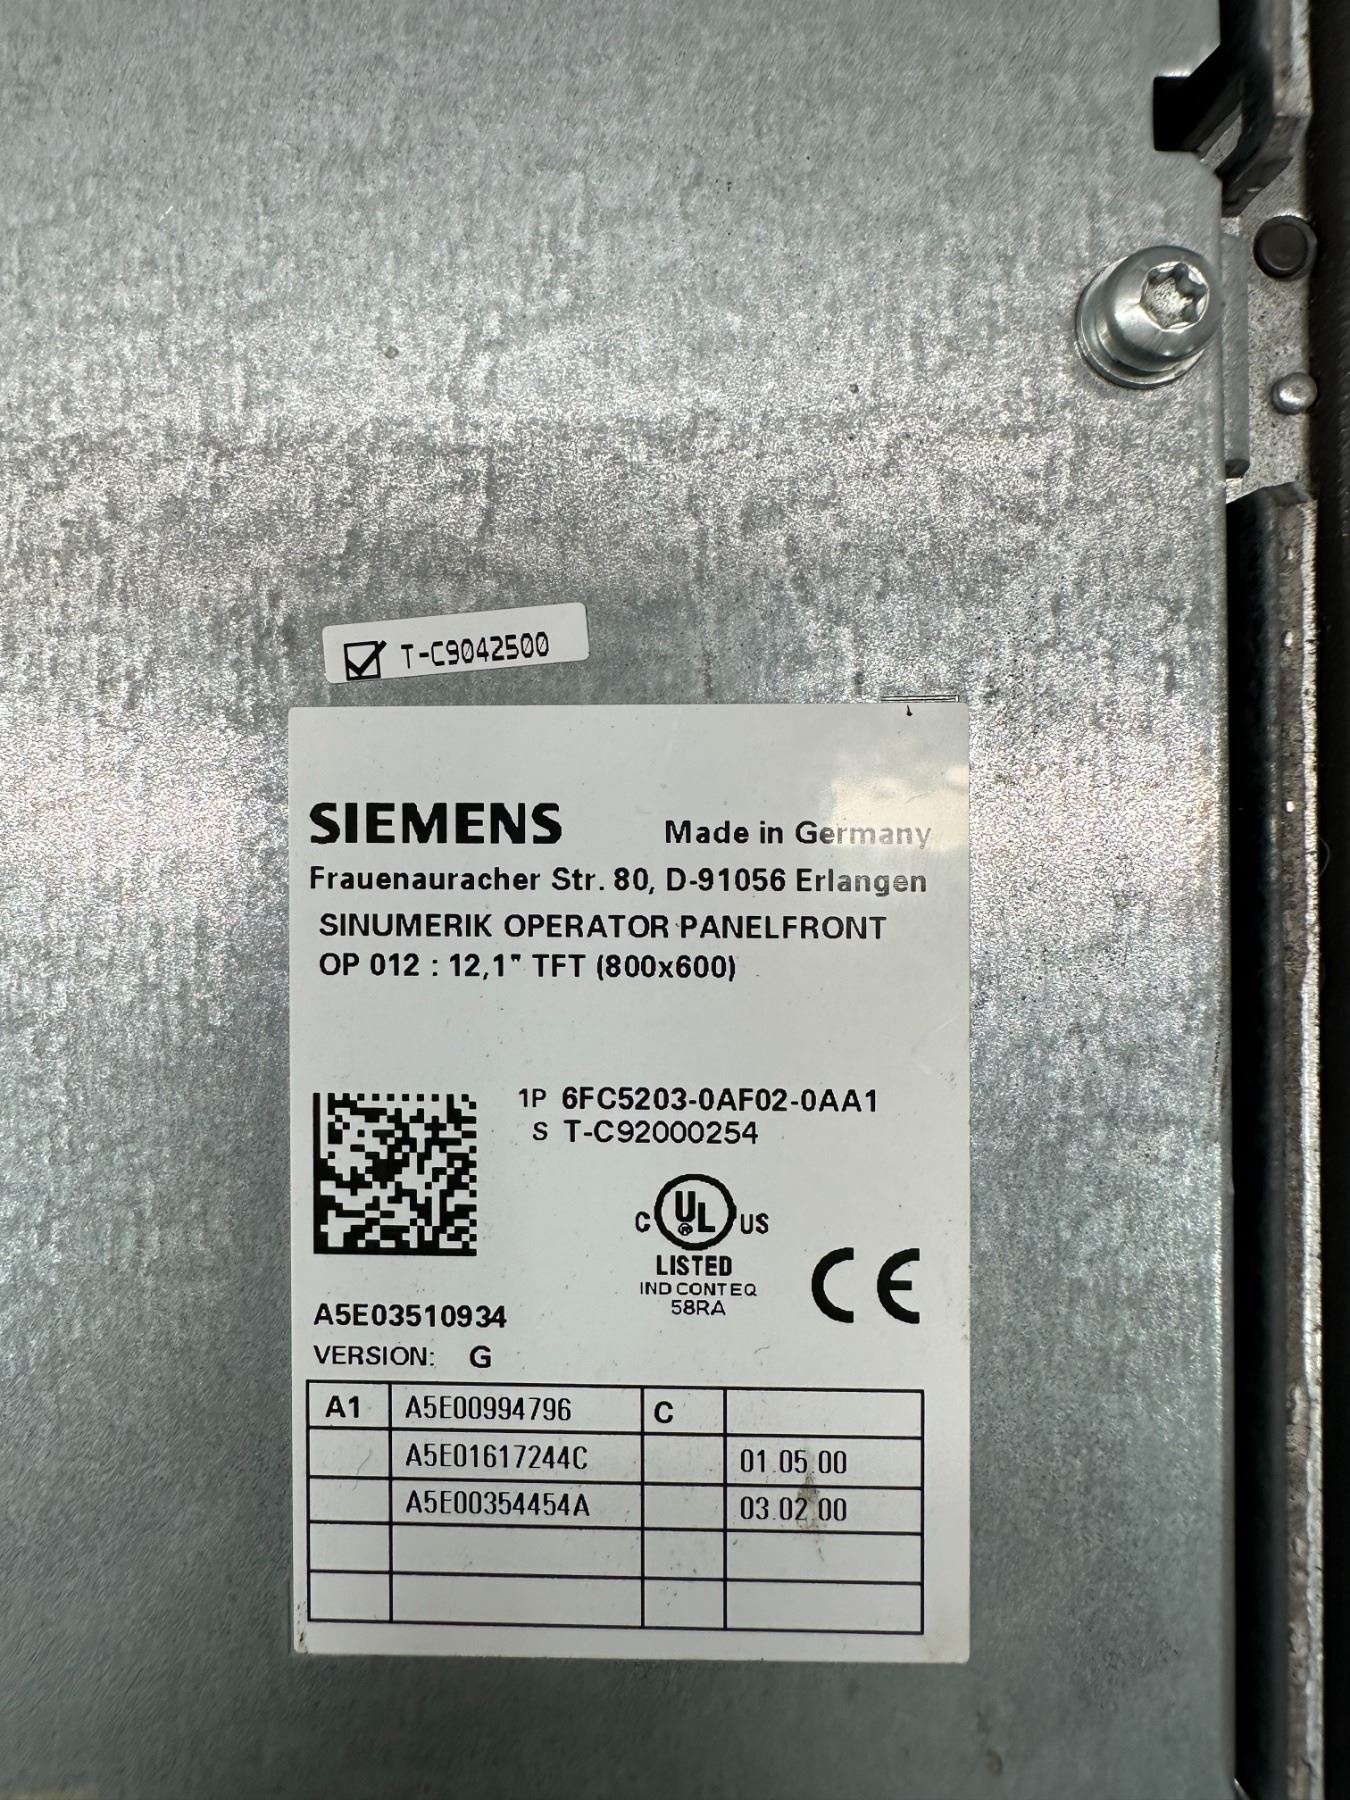 T-C9042500
SIEMENS Made in Germany
Frauenauracher Str. 80, D-91056 Erlangen
SINUMERIK OPERATOR PANELFRONT
OP 012 : 12,1" TFT (800x600)
1P 6FC5203-0AF02-0AA1
S T-C92000254
C UL ® US
LISTED
IND CONT EQ
58RA
CE
A5E03510934
VERSION: G
A1 A5E00994796 C
A5E01617244C 01.05.00
A5E00354454A 03.02.00